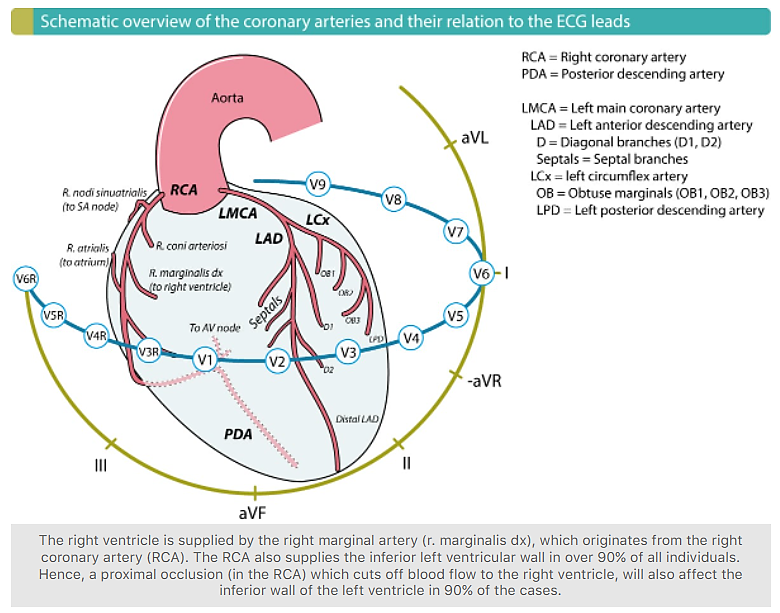 Schematic overview of the coronary arteries and their relation to the ECG leads
RCA = Right coronary artery
PDA = Posterior descending artery
LMCA = Left main coronary artery
LAD = Left anterior descending artery
D = Diagonal branches (D1, D2)
Septals = Septal branches
LCx = left circumflex artery
OB = Obtuse marginals (OB1, OB2, OB3)
LPD = Left posterior descending artery
Aorta
aVL
V9
V8
R. nodi sinuatrialis
(to SA node)
RCA
LMCA
LCx
V7
LAD
R. coni arteriosi
R. atrialis
(to atrium)
R. marginalis dx
(to right ventricle)
V6
I
V6R
OB1
OB2
V5R
Septals
OB3
V5
To AV node
D1
V4R
LPD
V4
V3R
V1
V2
V3
D2
-aVR
Distal LAD
PDA
III
II
aVF
The right ventricle is supplied by the right marginal artery (r. marginalis dx), which originates from the right
coronary artery (RCA). The RCA also supplies the inferior left ventricular wall in over 90% of all individuals.
Hence, a proximal occlusion (in the RCA) which cuts off blood flow to the right ventricle, will also affect the
inferior wall of the left ventricle in 90% of the cases.